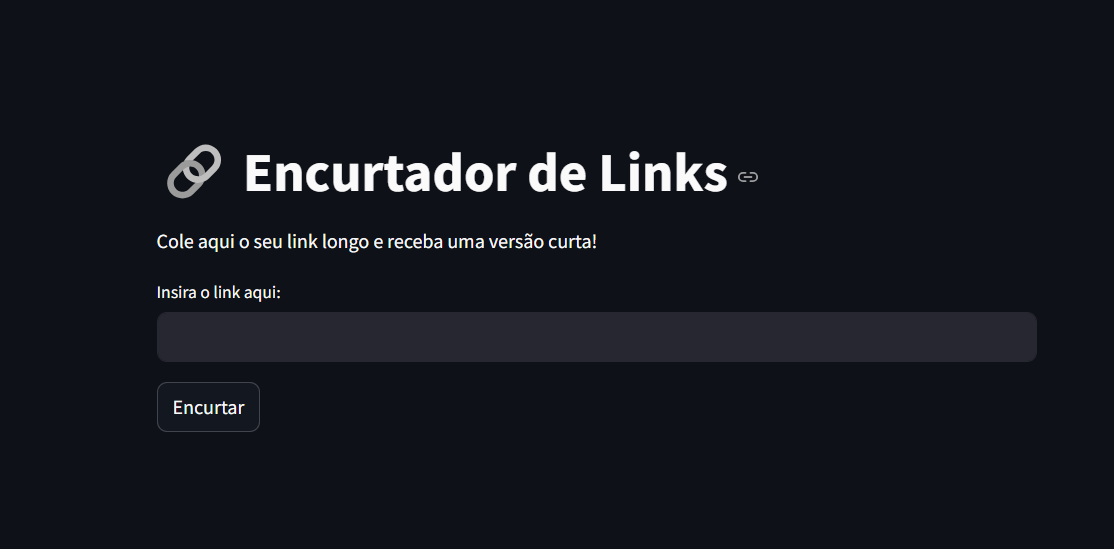 Encurtador de Links
Cole aqui o seu link longo e receba uma versão curta!
Insira o link aqui:
Encurtar